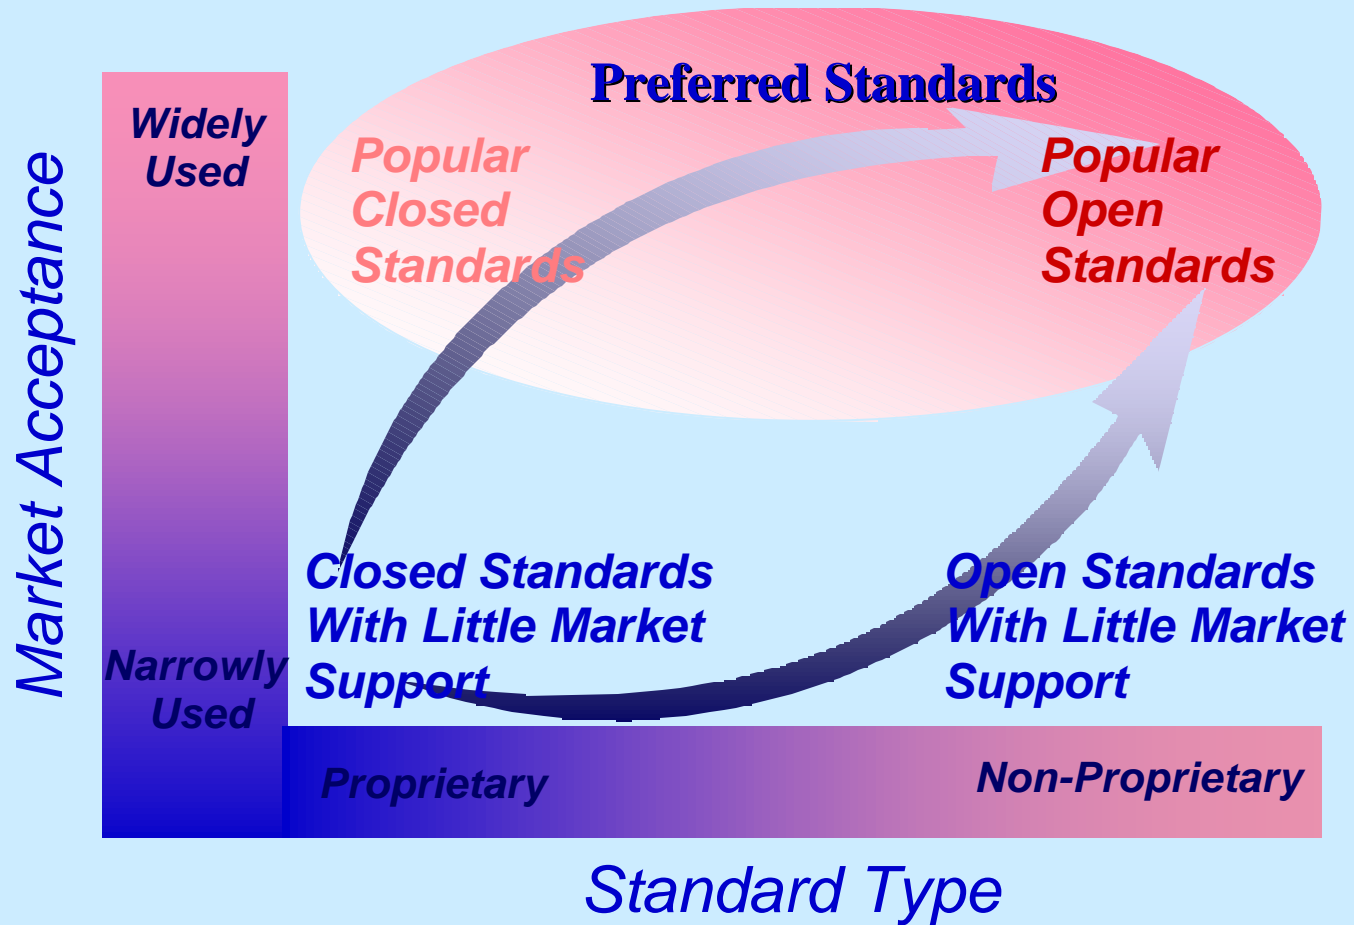 Preferred Standards
Widely
Used
Popular
Closed
Standards
Popular
Open
Standards
Market Acceptance
Closed Standards
With Little Market
Support
Open Standards
With Little Market
Support
Narrowly
Used
Proprietary
Non-Proprietary
Standard Type